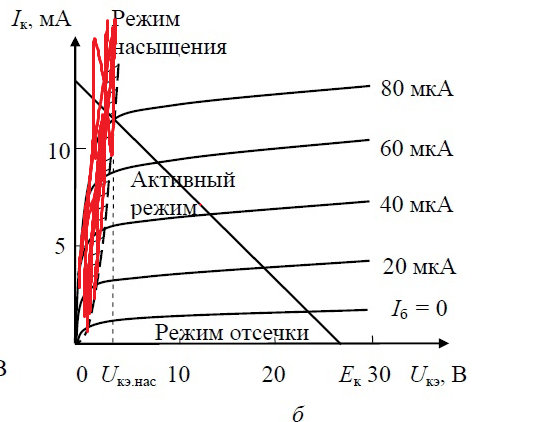 Iк, мА
Режим
насыщения
80 мкА
10
60 мкА
Активный
режим
40 мкА
5
20 мкА
Iб = 0
Режим отсечки
В
0 Uкэ.нас 10 20 Eк 30 Uкэ, В
б